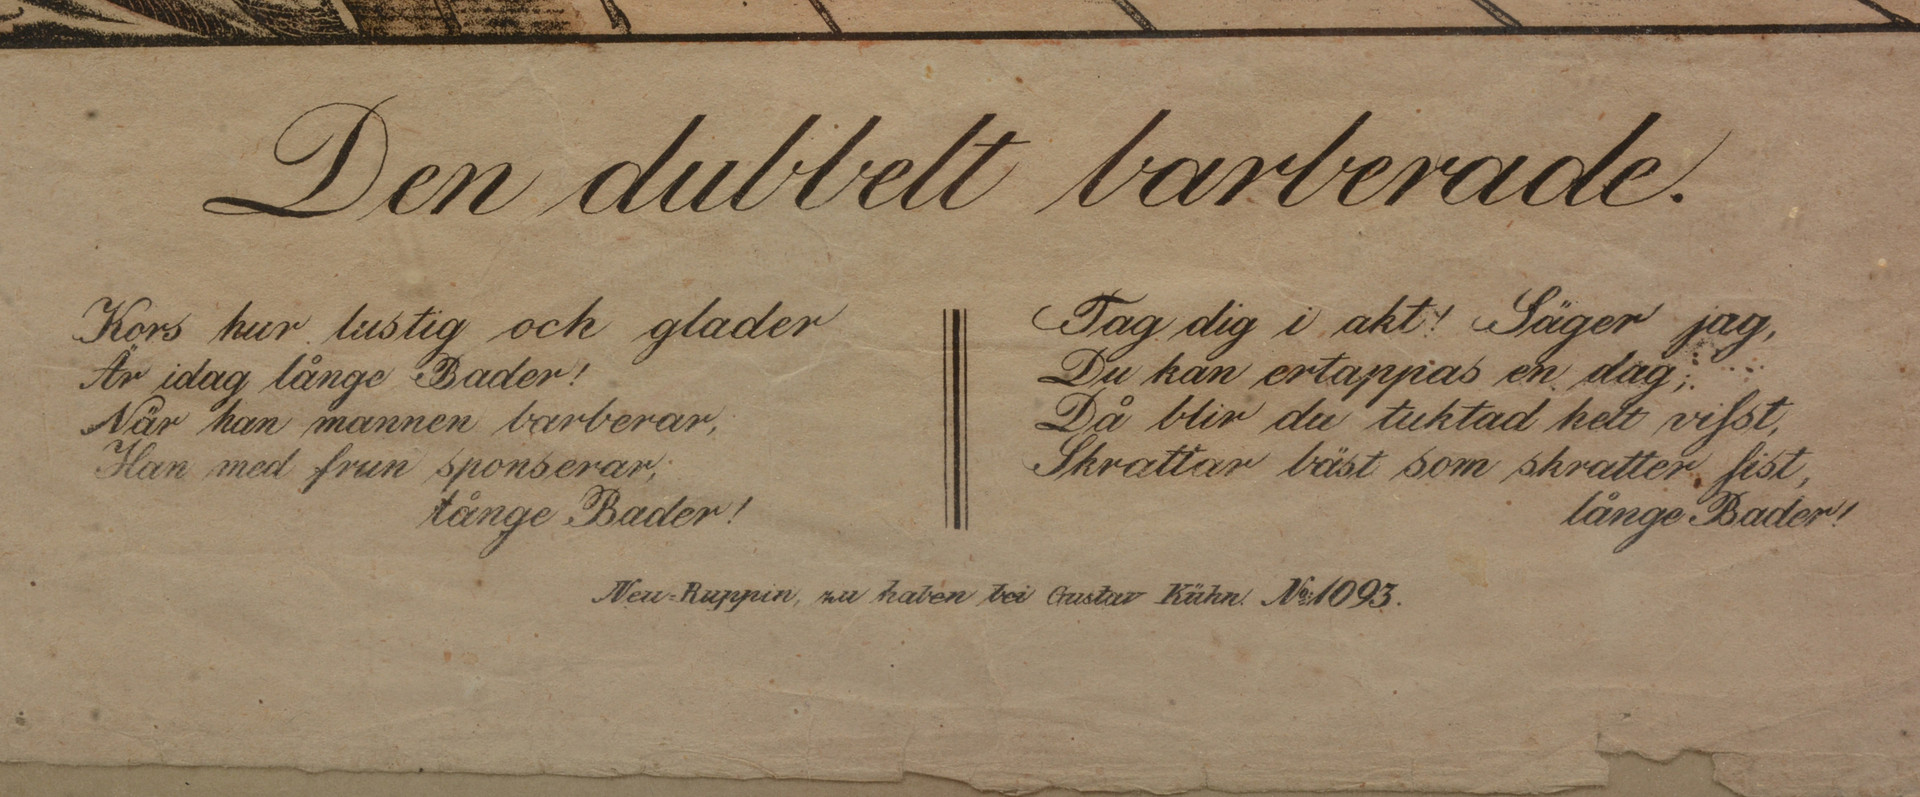 Den dubbelt barberade.
Kors hur lustig och glader
Är idag långe Bader!
När han mannen barberar,
Han med frun sponserar,
långe Bader!
Tag dig i akt! Säger jag,
Du kan ertappas en dag;
Då blir du tuktad helt visst,
Skrattar bäst som skratter sist,
långe Bader!
Neu-Ruppin, zu haben bei Gustav Kühn. No. 1093.